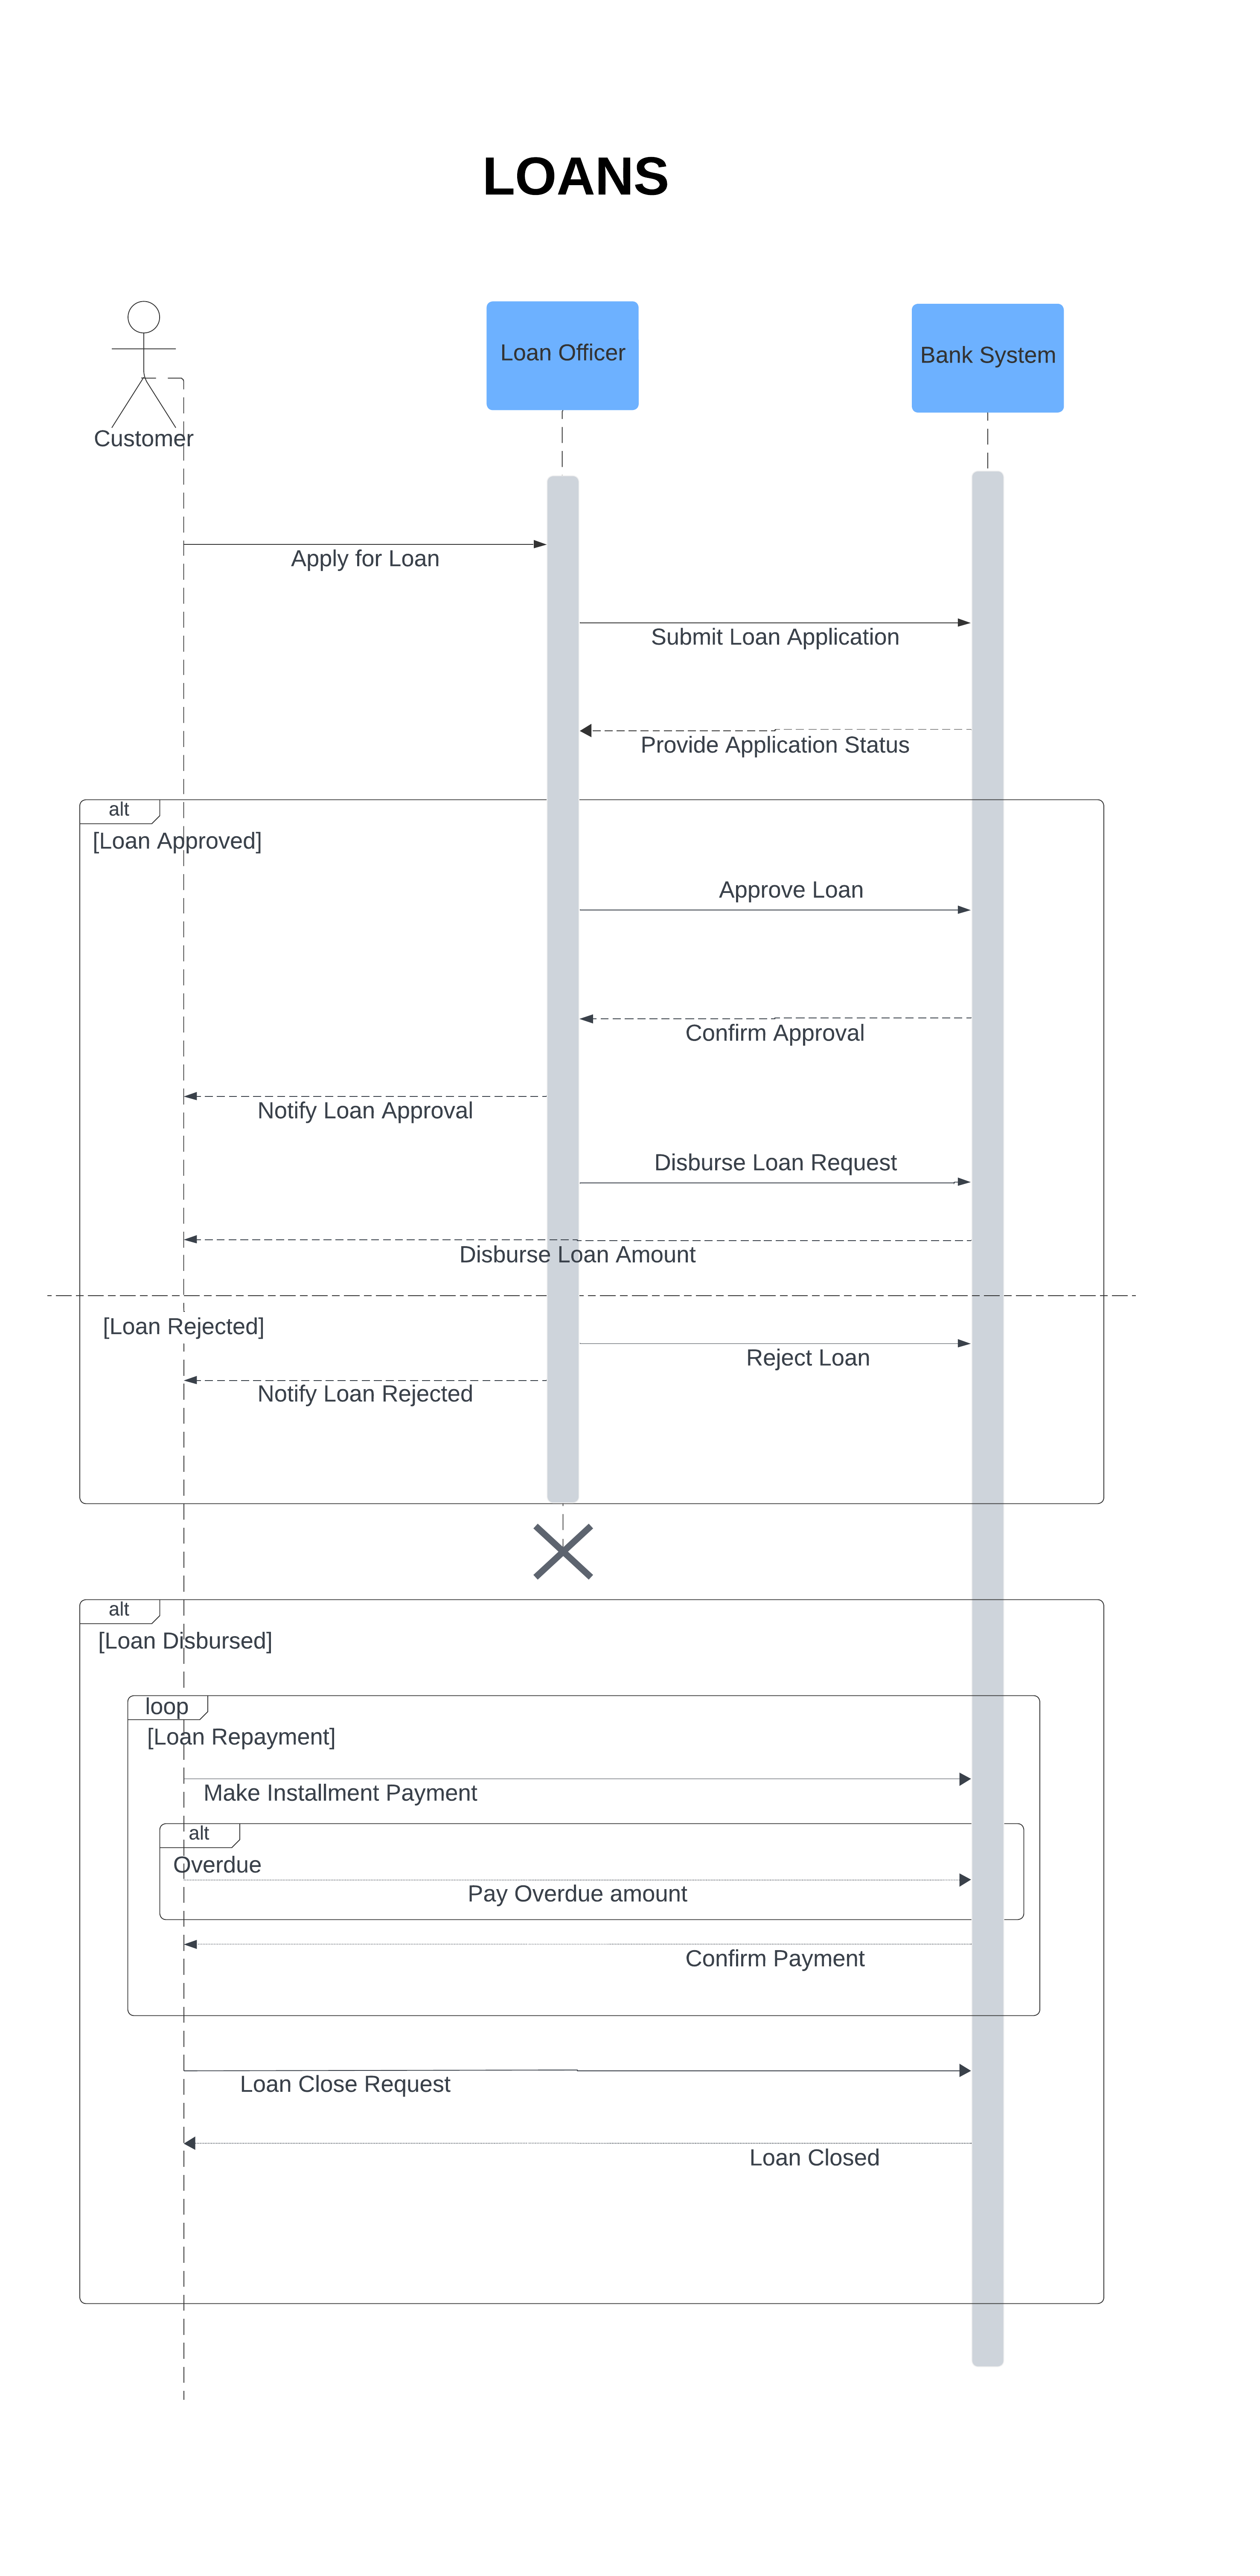 LOANS
Customer
Loan Officer
Bank System
Apply for Loan
Submit Loan Application
Provide Application Status
alt
[Loan Approved]
Approve Loan
Confirm Approval
Notify Loan Approval
Disburse Loan Request
Disburse Loan Amount
[Loan Rejected]
Reject Loan
Notify Loan Rejected
alt
[Loan Disbursed]
loop
[Loan Repayment]
Make Installment Payment
alt
Overdue
Pay Overdue amount
Confirm Payment
Loan Close Request
Loan Closed